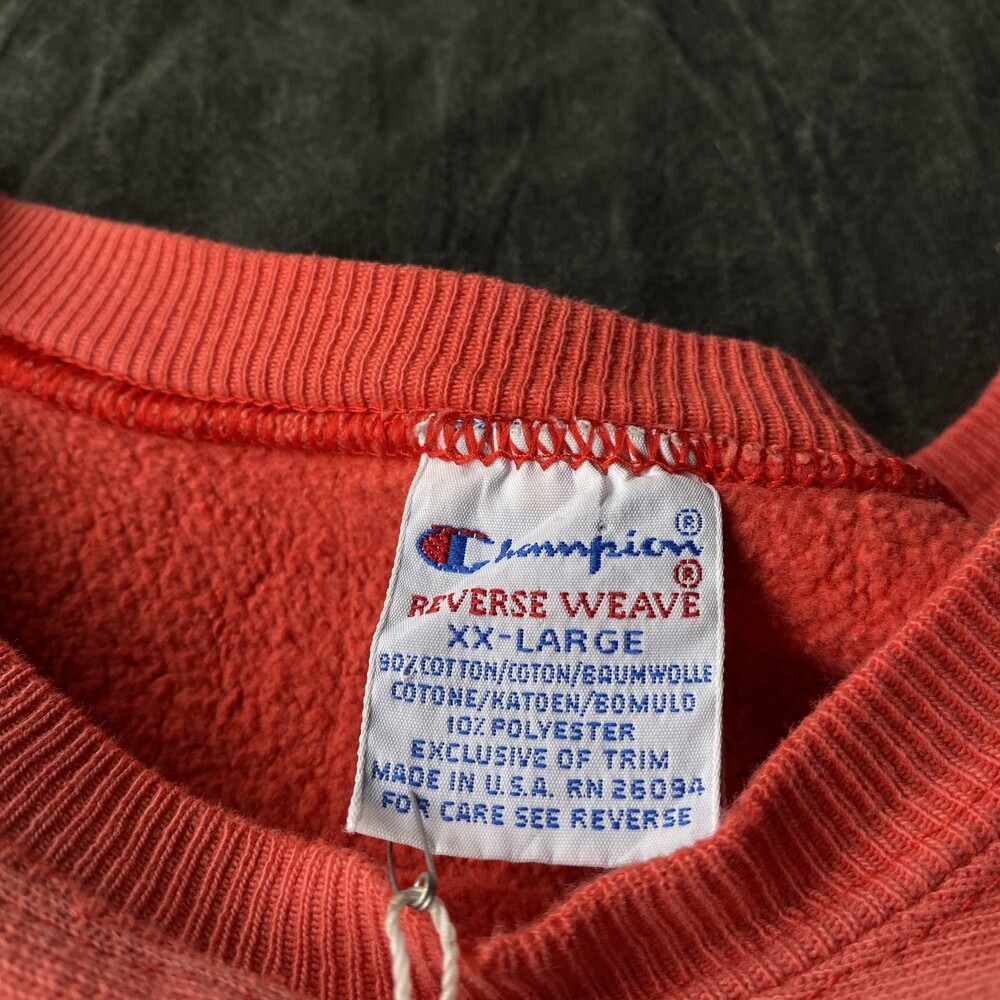 Champion®
REVERSE WEAVE®
XX-LARGE
90% COTTON/COTON/BAUMWOLLE
COTONE/KATOEN/BOMULD
10% POLYESTER
EXCLUSIVE OF TRIM
MADE IN U.S.A. RN 26094
FOR CARE SEE REVERSE